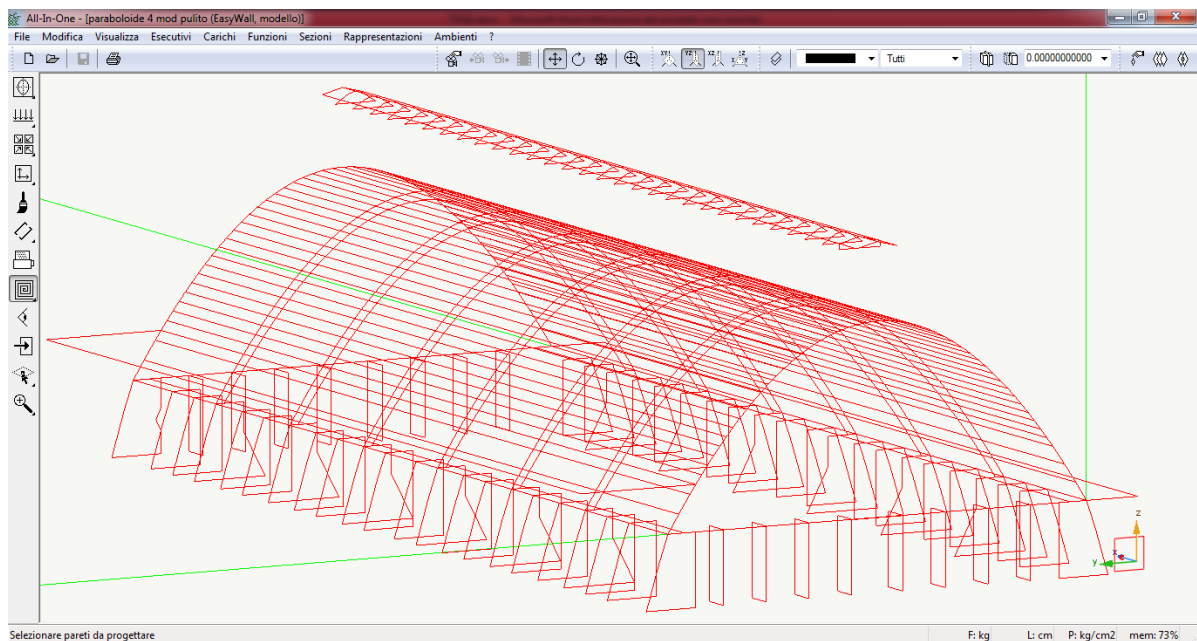 All-In-One - [paraboloide 4 mod pulito (EasyWall, modello)]
File Modifica Visualizza Esecutivi Carichi Funzioni Sezioni Rappresentazioni Ambienti ?
Tutti 0.00000000000
z
x
y
Selezionare pareti da progettare F: kg L: cm P: kg/cm2 mem: 73%